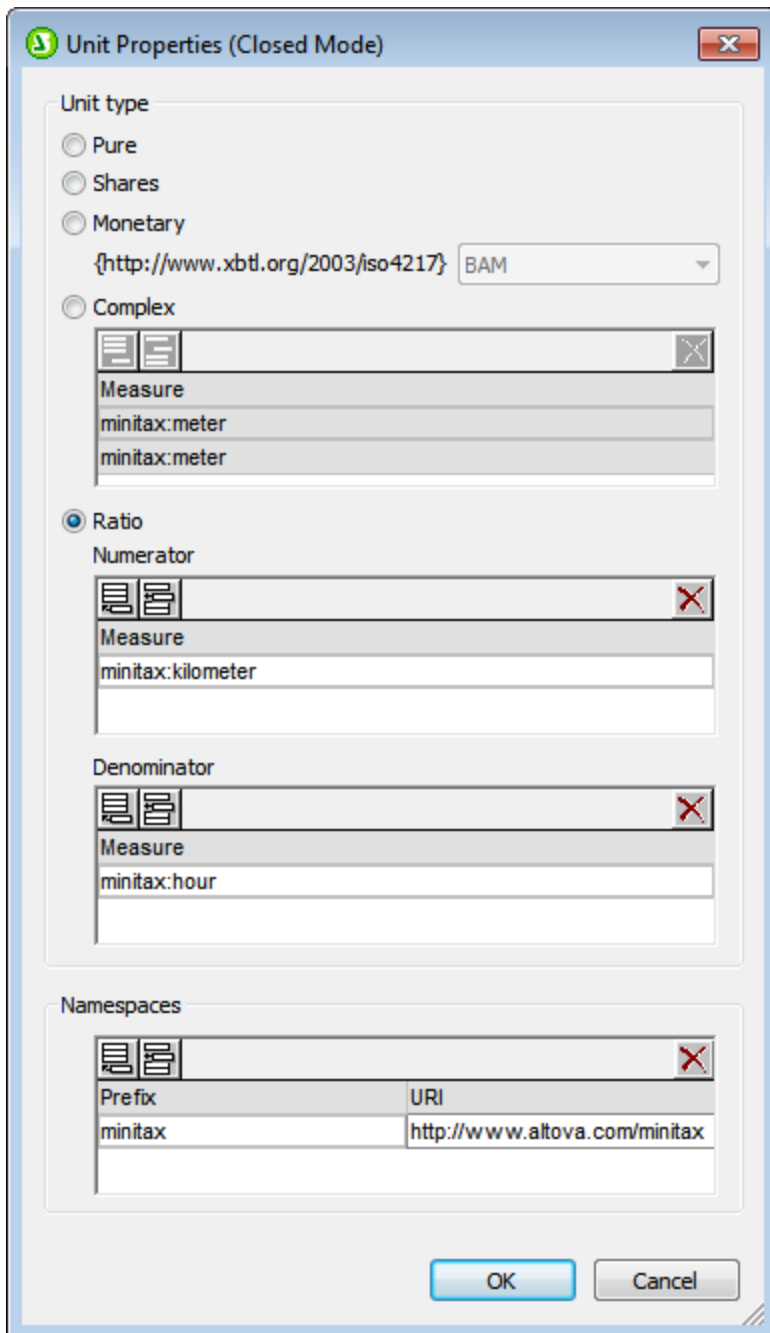 Unit Properties (Closed Mode)
Unit type
Pure
Shares
Monetary
{http://www.xbtl.org/2003/iso4217} BAM
Complex
Measure
minitax:meter
minitax:meter
Ratio
Numerator
Measure
minitax:kilometer
Denominator
Measure
minitax:hour
Namespaces
Prefix URI
minitax http://www.altova.com/minitax
OK Cancel